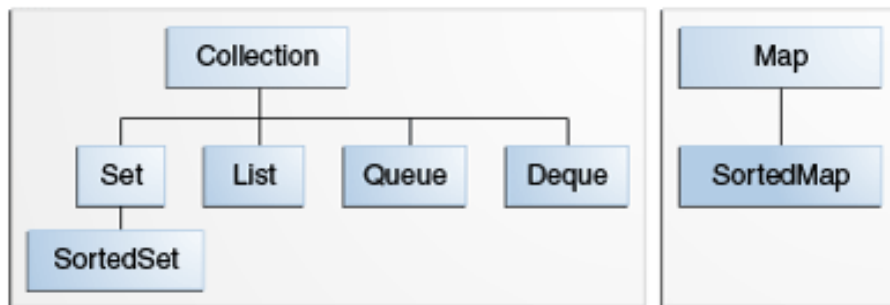 Collection
Map
Set
List
Queue
Deque
SortedMap
SortedSet